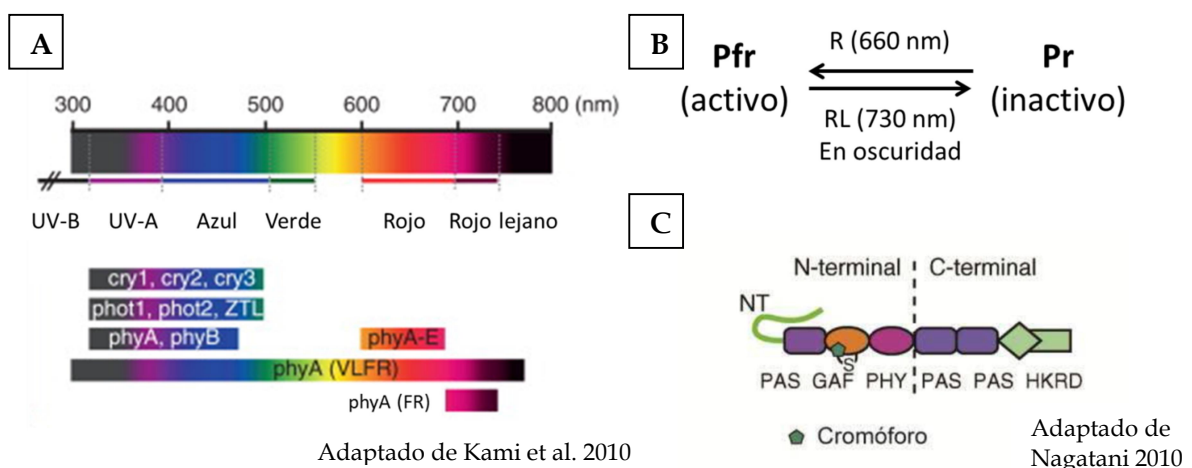 A
300 400 500 600 700 800 (nm)
UV-B UV-A Azul Verde Rojo Rojo lejano
cry1, cry2, cry3
phot1, phot2, ZTL
phyA, phyB phyA-E
phyA (VLFR)
phyA (FR)
Adaptado de Kami et al. 2010
B
Pfr
(activo)
R (660 nm)
RL (730 nm)
En oscuridad
Pr
(inactivo)
C
N-terminal C-terminal
NT
S
PAS GAF PHY PAS PAS HKRD
Cromóforo
Adaptado de
Nagatani 2010